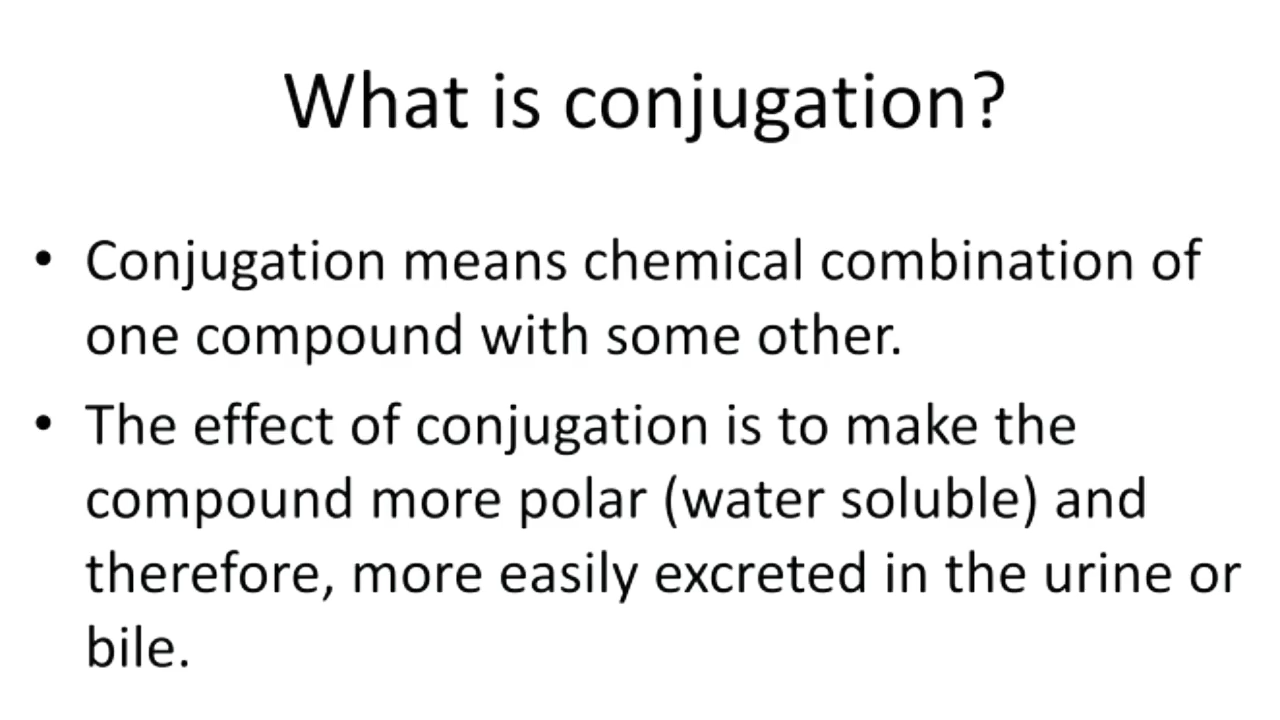 What is conjugation?
• Conjugation means chemical combination of
one compound with some other.
• The effect of conjugation is to make the
compound more polar (water soluble) and
therefore, more easily excreted in the urine or
bile.